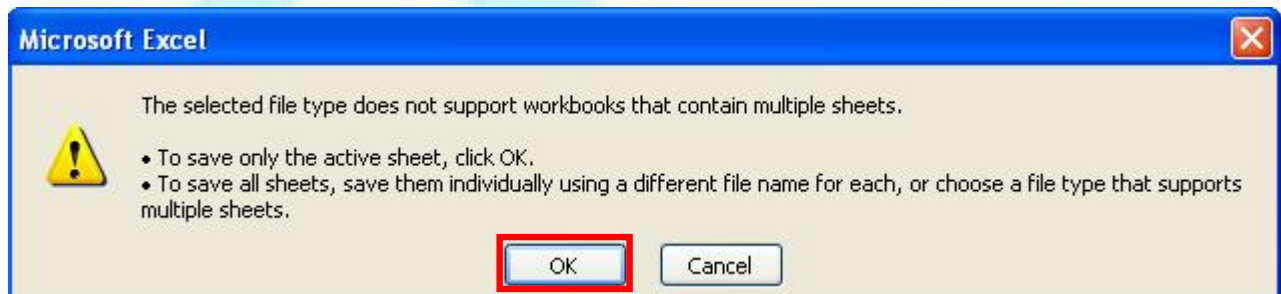 Microsoft Excel
The selected file type does not support workbooks that contain multiple sheets.
• To save only the active sheet, click OK.
• To save all sheets, save them individually using a different file name for each, or choose a file type that supports
multiple sheets.
OK
Cancel